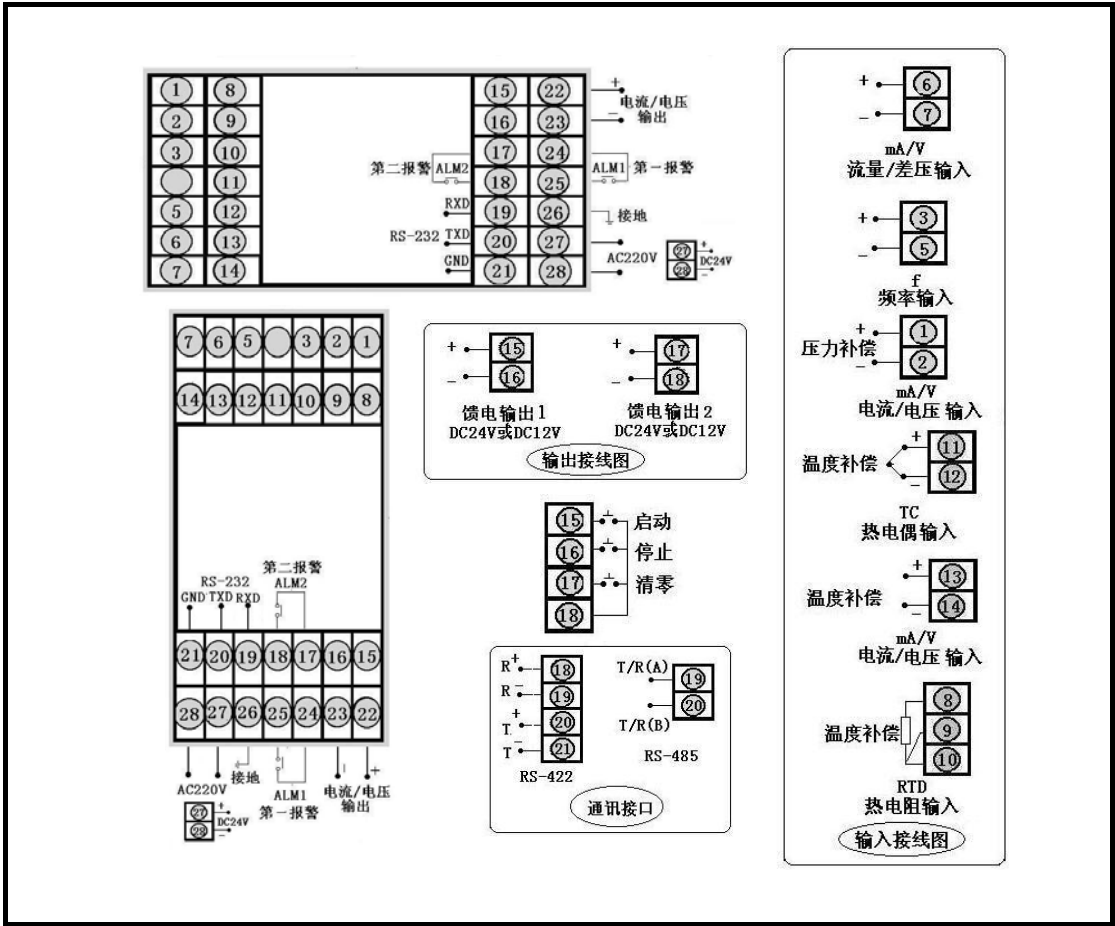 ① ⑧ ⑮ ㉒ +
② ⑨ ⑯ ㉓ −
电流/电压
输出
③ ⑩ ⑰ ㉔
⑪ ⑱ ㉕
第二报警 ALM2
ALM1 第一报警
⑤ ⑫ RXD ⑲ ㉖ 接地
⑥ ⑬ RS-232 TXD ⑳ ㉗
⑦ ⑭ GND ㉑ ㉘
AC220V
㉗ +
㉘ −
DC24V
⑦ ⑥ ⑤ ③ ② ①
⑭ ⑬ ⑫ ⑪ ⑩ ⑨ ⑧
第二报警
RS-232 ALM2
GND TXD RXD
㉑ ⑳ ⑲ ⑱ ⑰ ⑯ ⑮
㉘ ㉗ ㉖ ㉕ ㉔ ㉓ ㉒
− +
AC220V 接地
ALM1 电流/电压
第一报警 输出
㉗ +
㉘ −
DC24V
+ ⑮
− ⑯
馈电输出1
DC24V或DC12V
+ ⑰
− ⑱
馈电输出2
DC24V或DC12V
输出接线图
⑮ 启动
⑯ 停止
⑰ 清零
⑱
R+ ⑱
R− ⑲
T+ ⑳
T− ㉑
RS-422
T/R(A) ⑲
⑳
T/R(B)
RS-485
通讯接口
+ ⑥
− ⑦
mA/V
流量/差压输入
+ ③
− ⑤
f
频率输入
+ ①
压力补偿
− ②
mA/V
电流/电压 输入
+ ⑪
温度补偿
− ⑫
TC
热电偶输入
+ ⑬
温度补偿
− ⑭
mA/V
电流/电压 输入
⑧
温度补偿 ⑨
⑩
RTD
热电阻输入
输入接线图